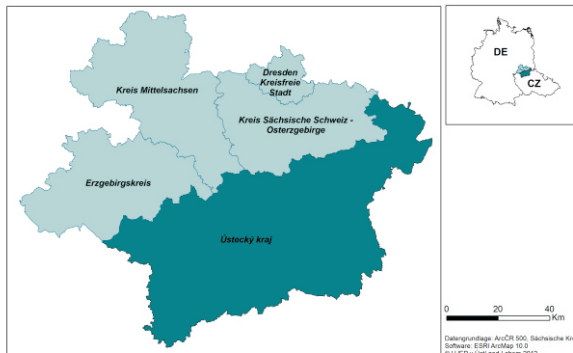 Kreis Mittelsachsen
Dresden
Kreisfreie
Stadt
Kreis Sächsische Schweiz -
Osterzgebirge
Erzgebirgskreis
Ústecký kraj
DE
CZ
0 20 40
Km
Datengrundlage: ArcČR 500, Sächsische Kre
Software: ESRI ArcMap 10.0